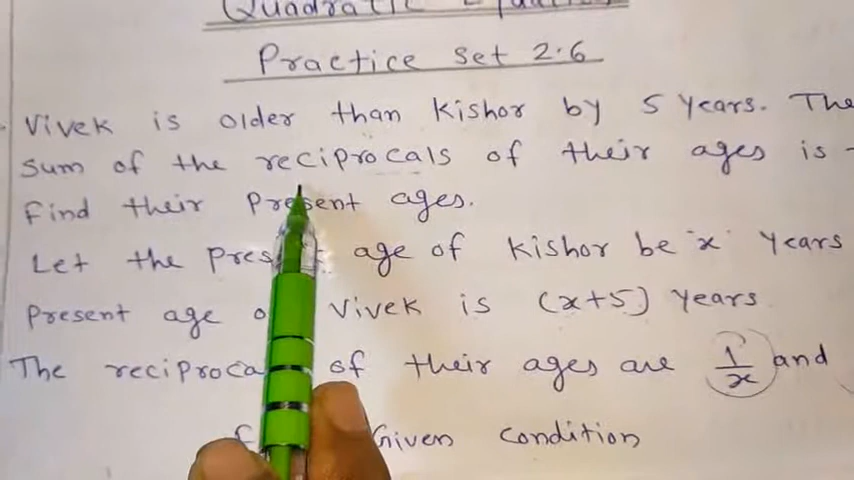 Quadratic
Practice Set 2.6
Vivek is older than Kishor by 5 years. The
sum of the reciprocals of their ages is
find their present ages.
Let the age of Kishor be "x" years
Present age Vivek is (x+5) years
The of their ages are 1/x and
Given condition